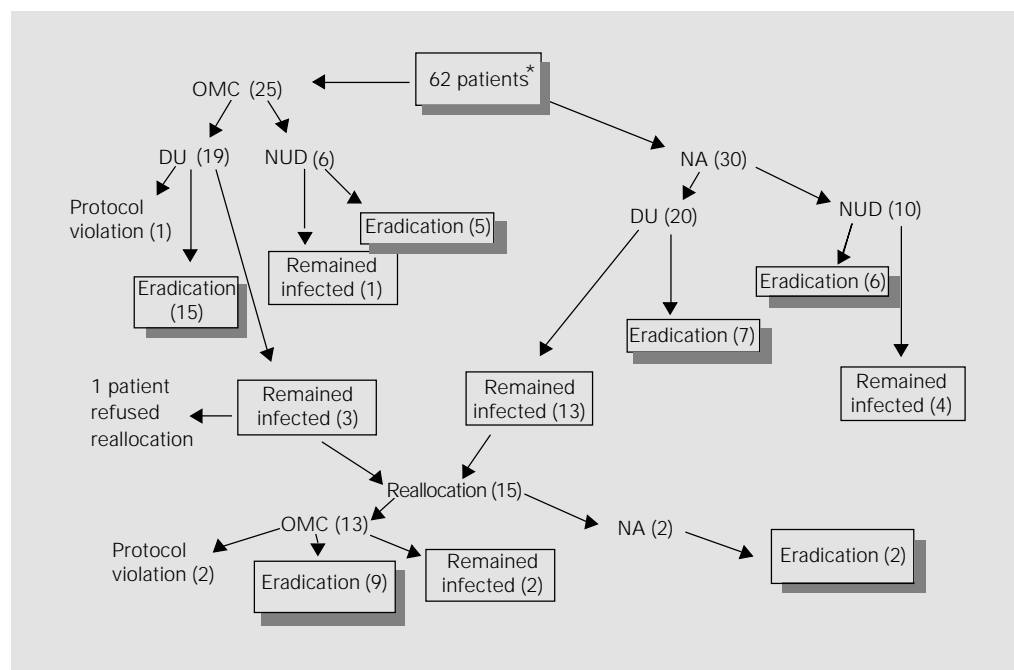 62 patients*
OMC (25)
DU (19)
NUD (6)
NA (30)
Protocol
violation (1)
Eradication (5)
DU (20)
NUD (10)
Remained
infected (1)
Eradication
(15)
Eradication (6)
Eradication (7)
1 patient
refused
reallocation
Remained
infected (3)
Remained
infected (13)
Remained
infected (4)
Reallocation (15)
OMC (13)
NA (2)
Protocol
violation (2)
Eradication (9)
Remained
infected (2)
Eradication (2)